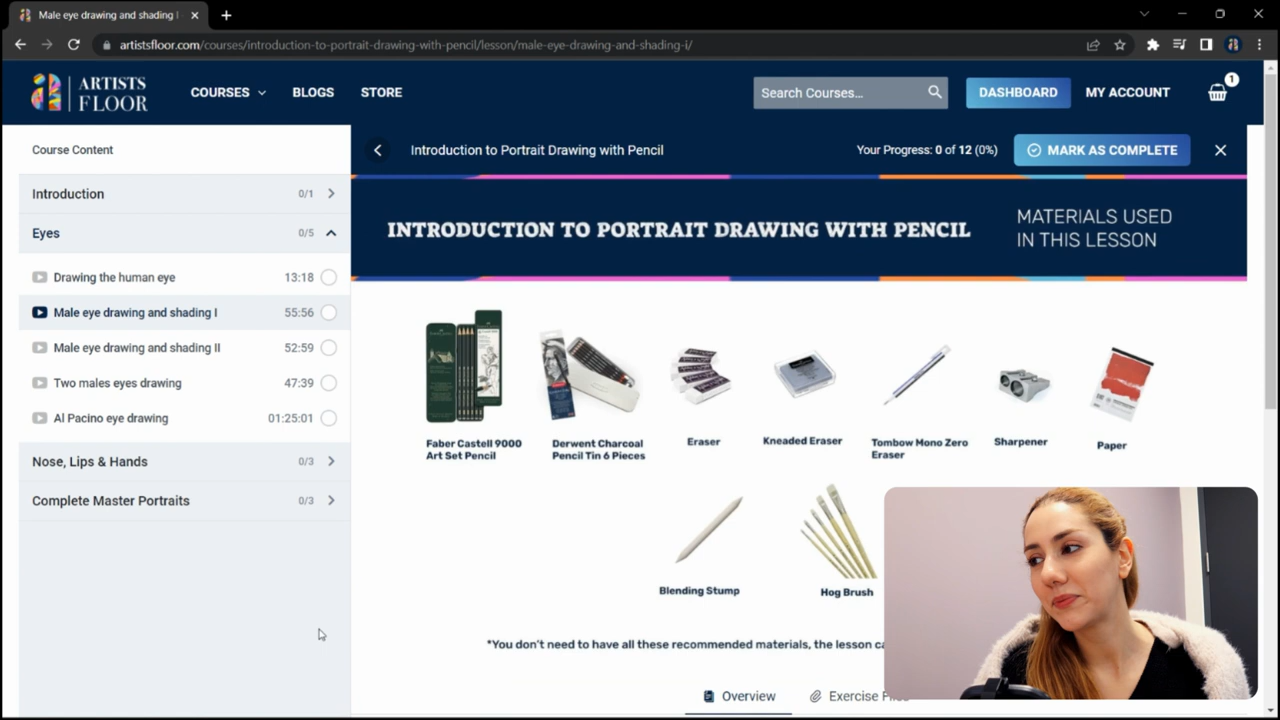 Male eye drawing and shading I
artistsfloor.com/courses/introduction-to-portrait-drawing-with-pencil/lesson/male-eye-drawing-and-shading-i/
ARTISTS
FLOOR
COURSES
BLOGS
STORE
Search Courses...
DASHBOARD
MY ACCOUNT
1
Course Content
Introduction to Portrait Drawing with Pencil
Your Progress: 0 of 12 (0%)
MARK AS COMPLETE
Introduction 0/1
Eyes 0/5
Drawing the human eye 13:18
Male eye drawing and shading I 55:56
Male eye drawing and shading II 52:59
Two males eyes drawing 47:39
Al Pacino eye drawing 01:25:01
Nose, Lips & Hands 0/3
Complete Master Portraits 0/3
INTRODUCTION TO PORTRAIT DRAWING WITH PENCIL
MATERIALS USED
IN THIS LESSON
Faber Castell 9000
Art Set Pencil
Derwent Charcoal
Pencil Tin 6 Pieces
Eraser
Kneaded Eraser
Tombow Mono Zero
Eraser
Sharpener
Paper
Blending Stump
Hog Brush
*You don't need to have all these recommended materials, the lesson ca
Overview
Exercise